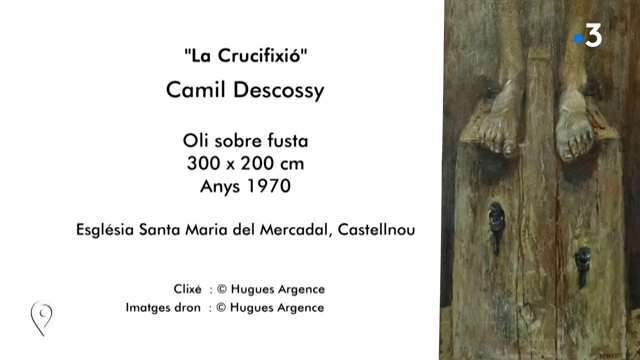 "La Crucifixió"
Camil Descossy
Oli sobre fusta
300 x 200 cm
Anys 1970
Església Santa Maria del Mercadal, Castellnou
Clixé : © Hugues Argence
Imatges dron : © Hugues Argence
3